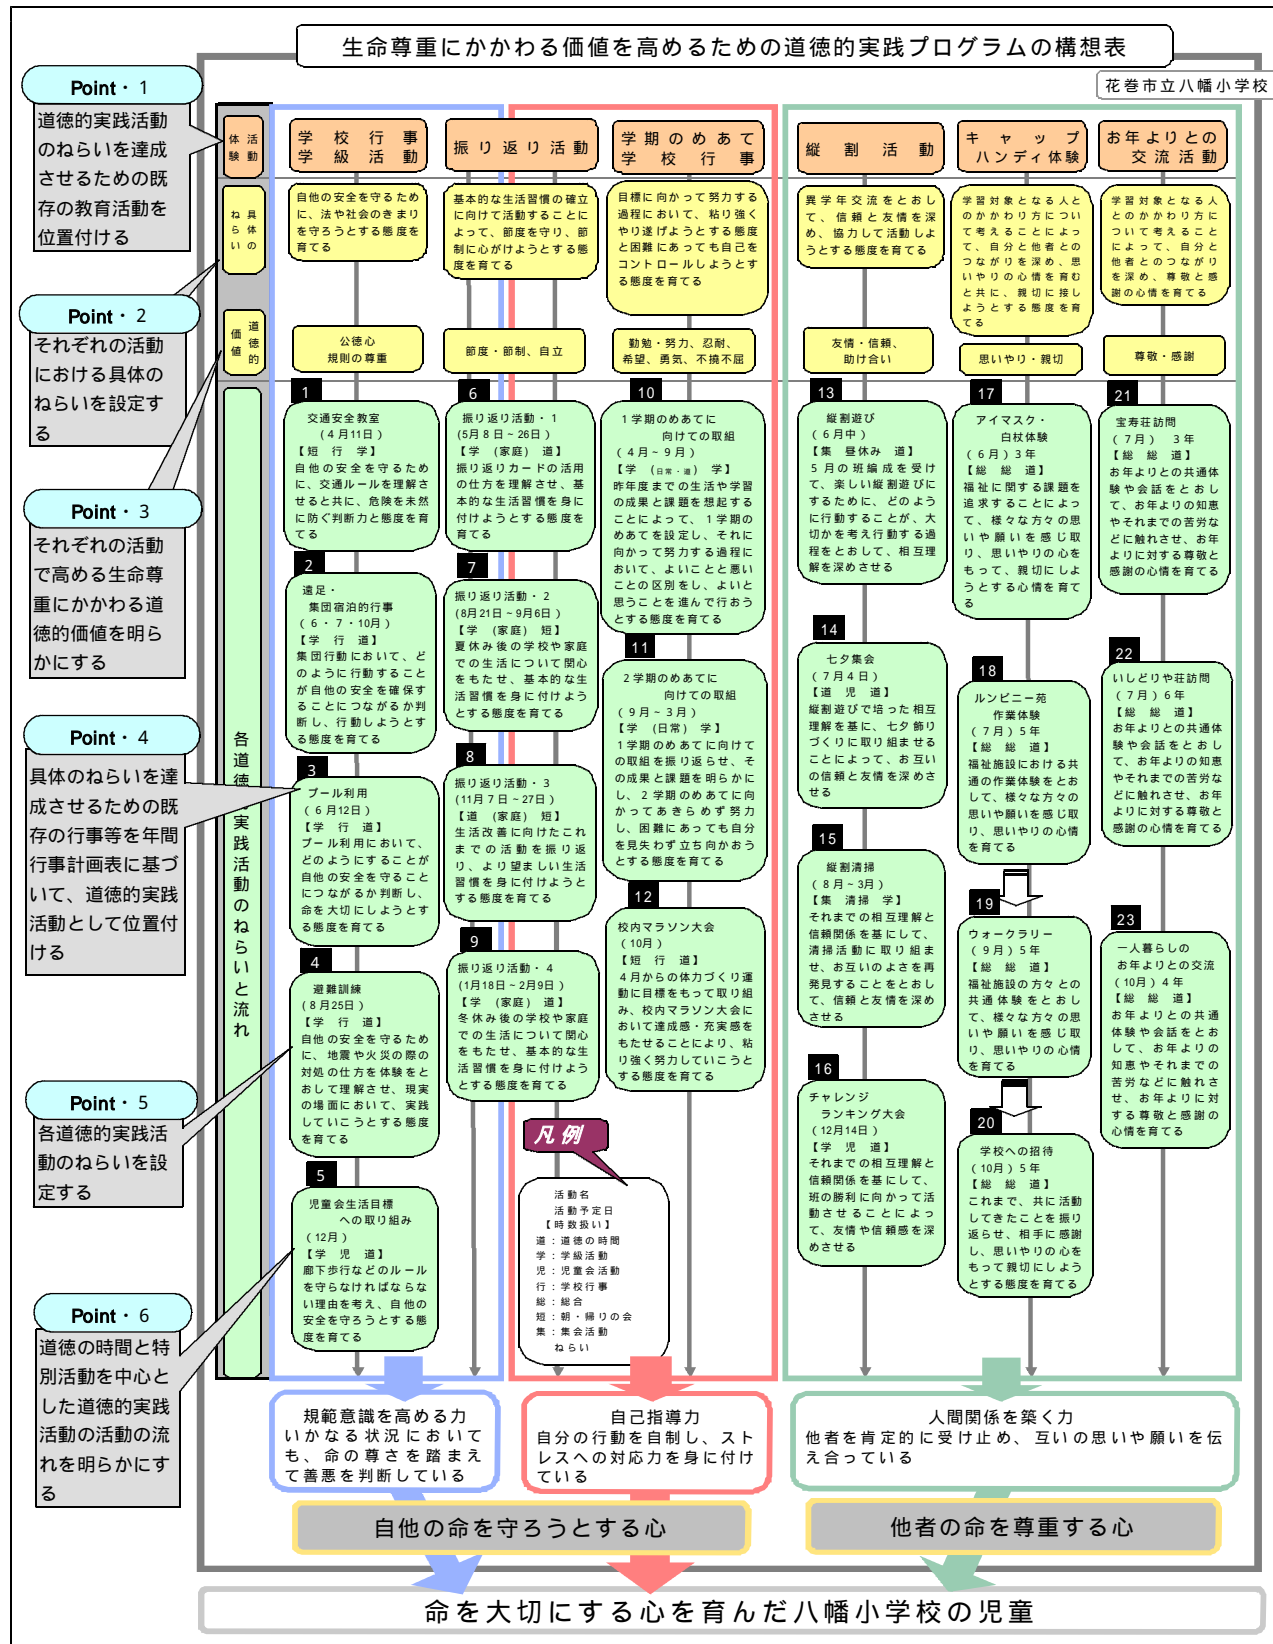 生命尊重にかかわる価値を高めるための道徳的実践プログラムの構想表
花巻市立八幡小学校
Point・1
道徳的実践活動
のねらいを達成
させるための既
存の教育活動を
位置付ける
Point・2
それぞれの活動
における具体の
ねらいを設定す
る
Point・3
それぞれの活動
で高める生命尊
重にかかわる道
徳的価値を明ら
かにする
Point・4
具体のねらいを達
成させるための既
存の行事等を年間
行事計画表に基づ
いて、道徳的実践
活動として位置付
ける
Point・5
各道徳的実践活
動のねらいを設
定する
Point・6
道徳の時間と特
別活動を中心と
した道徳的実践
活動の活動の流
れを明らかにす
る
体験
活動
学校行事
学級活動
振り返り活動
学期のめあて
学校行事
縦割活動
キャップ
ハンディ体験
お年よりとの
交流活動
具体の
ねらい
自他の安全を守るため
に、法や社会のきまり
を守ろうとする態度を
育てる
基本的な生活習慣の確立
に向けて活動することに
よって、節度を守り、節
制に心がけようとする態
度を育てる
目標に向かって努力する
過程において、粘り強く
やり遂げようとする態度
と困難にあっても自己を
コントロールしようとす
る態度を育てる
異学年交流をとおし
て、信頼と友情を深
め、協力して活動し
ようとする態度を育てる
学習対象となる人と
のかかわり方につい
て考えることによっ
て、自分と他者との
つながりを深め、思
いやりの心情を育む
と共に、親切に接し
ようとする態度を育
てる
学習対象となる人
とのかかわり方に
ついて考えること
によって、自分と
他者とのつながり
を深め、尊敬と感
謝の心情を育てる
道徳的
価値
公徳心
規則の尊重
節度・節制、自立
勤勉・努力、忍耐、
希望、勇気、不撓不屈
友情・信頼、
助け合い
思いやり・親切
尊敬・感謝
各道徳的実践活動のねらいと流れ
1
交通安全教室
(4月11日)
【短 行 学】
自他の安全を守るため
に、交通ルールを理解さ
せると共に、危険を未然
に防ぐ判断力と態度を育
てる
2
遠足・
集団宿泊的行事
(6・7・10月)
【学 行 道】
集団行動において、ど
のように行動すること
が自他の安全を確保す
ることにつながるか判
断し、行動しようとす
る態度を育てる
3
プール利用
(6月12日)
【学 行 道】
プール利用において、
どのようにすることが
自他の安全を守ること
につながるか判断し、
命を大切にしようとす
る態度を育てる
4
避難訓練
(8月25日)
【学 行 道】
自他の安全を守るため
に、地震や火災の際の
対処の仕方を体験をと
おして理解させ、現実
の場面において、実践
していこうとする態度
を育てる
5
児童会生活目標
への取り組み
(12月)
【学 児 道】
廊下歩行などのルール
を守らなければならな
い理由を考え、自他の
安全を守ろうとする態
度を育てる
6
振り返り活動・1
(5月8日~26日)
【学 (家庭) 道】
振り返りカードの活用
の仕方を理解させ、基
本的な生活習慣を身に
付けようとする態度を
育てる
7
振り返り活動・2
(8月21日~9月6日)
【学 (家庭) 短】
夏休み後の学校や家庭
での生活について関心
をもたせ、基本的な生
活習慣を身に付けよう
とする態度を育てる
8
振り返り活動・3
(11月7日~27日)
【道 (家庭) 短】
生活改善に向けたこれ
までの活動を振り返
り、より望ましい生活
習慣を身に付けようと
する態度を育てる
9
振り返り活動・4
(1月18日~2月9日)
【学 (家庭) 道】
冬休み後の学校や家庭
での生活について関心
をもたせ、基本的な生
活習慣を身に付けよう
とする態度を育てる
10
1学期のめあてに
向けての取組
(4月~9月)
【学 (日常・道) 学】
昨年度までの生活や学習
の成果と課題を想起する
ことによって、1学期の
めあてを設定し、それに
向かって努力する過程に
おいて、よいことと悪い
ことの区別をし、よいと
思うことを進んで行おう
とする態度を育てる
11
2学期のめあてに
向けての取組
(9月~3月)
【学 (日常) 学】
1学期のめあてに向けて
の取組を振り返らせ、そ
の成果と課題を明らかに
し、2学期のめあてに向
かってあきらめず努力
し、困難にあっても自分
を見失わず立ち向かおう
とする態度を育てる
12
校内マラソン大会
(10月)
【短 行 道】
4月からの体力づくり運
動に目標をもって取り組
み、校内マラソン大会に
おいて達成感・充実感を
もたせることにより、粘
り強く努力していこうと
する態度を育てる
凡例
活動名
活動予定日
【時数扱い】
道:道徳の時間
学:学級活動
児:児童会活動
行:学校行事
総:総合
短:朝・帰りの会
集:集会活動
ねらい
13
縦割遊び
(6月中)
【集 昼休み 道】
5月の班編成を受け
て、楽しい縦割遊びに
するために、どのよう
に行動することが、大
切かを考え行動する過
程をとおして、相互理
解を深めさせる
14
七夕集会
(7月4日)
【道 児 道】
縦割遊びで培った相互
理解を基に、七夕飾り
づくりに取り組ませる
ことによって、お互い
の信頼と友情を深めさ
せる
15
縦割清掃
(8月~3月)
【集 清掃 学】
それまでの相互理解と
信頼関係を基にして、
清掃活動に取り組ま
せ、お互いのよさを再
発見することをとおし
て、信頼と友情を深め
させる
16
チャレンジ
ランキング大会
(12月14日)
【学 児 道】
それまでの相互理解と
信頼関係を基にして、
班の勝利に向かって活
動させることによっ
て、友情や信頼感を深
めさせる
17
アイマスク・
白杖体験
(6月)3年
【総 総 道】
福祉に関する課題を
追求することによっ
て、様々な方々の思
いや願いを感じ取
り、思いやりの心を
もって、親切にしよ
うとする心情を育て
る
18
ルンビニー苑
作業体験
(7月)5年
【総 総 道】
福祉施設における共
通の作業体験をとお
して、様々な方々の
思いや願いを感じ取
り、思いやりの心情
を育てる
19
ウォークラリー
(9月)5年
【総 総 道】
福祉施設の方々との
共通体験をとおし
て、様々な方々の思
いや願いを感じ取
り、思いやりの心情
を育てる
20
学校への招待
(10月)5年
【総 総 道】
これまで、共に活動
してきたことを振り
返らせ、相手に感謝
し、思いやりの心を
もって親切にしよう
とする態度を育てる
21
宝寿荘訪問
(7月) 3年
【総 総 道】
お年よりとの共通体
験や会話をとおし
て、お年よりの知恵
やそれまでの苦労な
どに触れさせ、お年
よりに対する尊敬と
感謝の心情を育てる
22
いしどりや荘訪問
(7月)6年
【総 総 道】
お年よりとの共通体
験や会話をとおし
て、お年よりの知恵
やそれまでの苦労な
どに触れさせ、お年
よりに対する尊敬と
感謝の心情を育てる
23
一人暮らしの
お年よりとの交流
(10月)4年
【総 総 道】
お年よりとの共通
体験や会話をとお
して、お年よりの
知恵やそれまでの
苦労などに触れさ
せ、お年よりに対
する尊敬と感謝の
心情を育てる
規範意識を高める力
いかなる状況において
も、命の尊さを踏まえ
て善悪を判断している
自己指導力
自分の行動を自制し、スト
レスへの対応力を身に付け
ている
人間関係を築く力
他者を肯定的に受け止め、互いの思いや願いを伝
え合っている
自他の命を守ろうとする心
他者の命を尊重する心
命を大切にする心を育んだ八幡小学校の児童